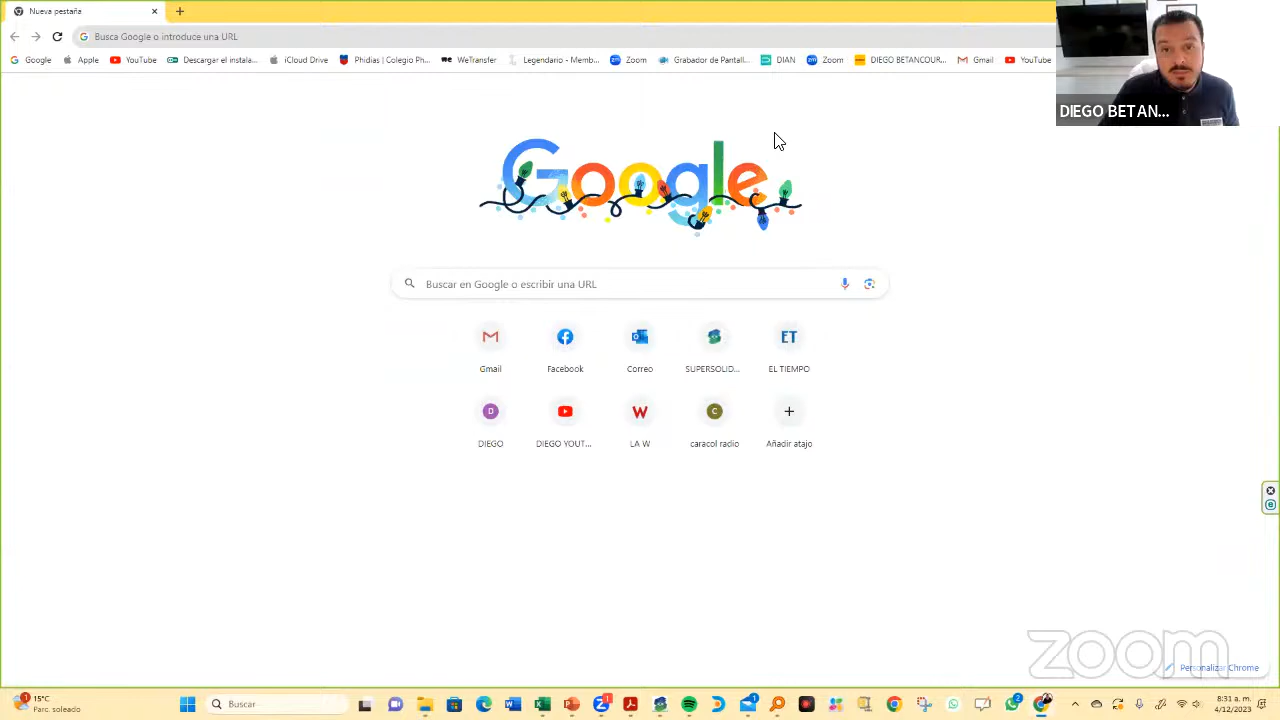 Nueva pestaña
Busca Google o introduce una URL
Google Apple YouTube Descargar el instala... iCloud Drive Phidias | Colegio Ph... WeTransfer Legendario - Memb... Zoom Grabador de Pantall... DIAN Zoom DIEGO BETANCOUR... Gmail YouTube
DIEGO BETAN...
Google
Buscar en Google o escribir una URL
Gmail Facebook Correo SUPERSOLID... EL TIEMPO
ET
DIEGO DIEGO YOUT... LA W caracol radio Añadir atajo
zoom
Personalizar Chrome
15°C
Parc. soleado
Buscar
8:31 a. m.
4/12/2023